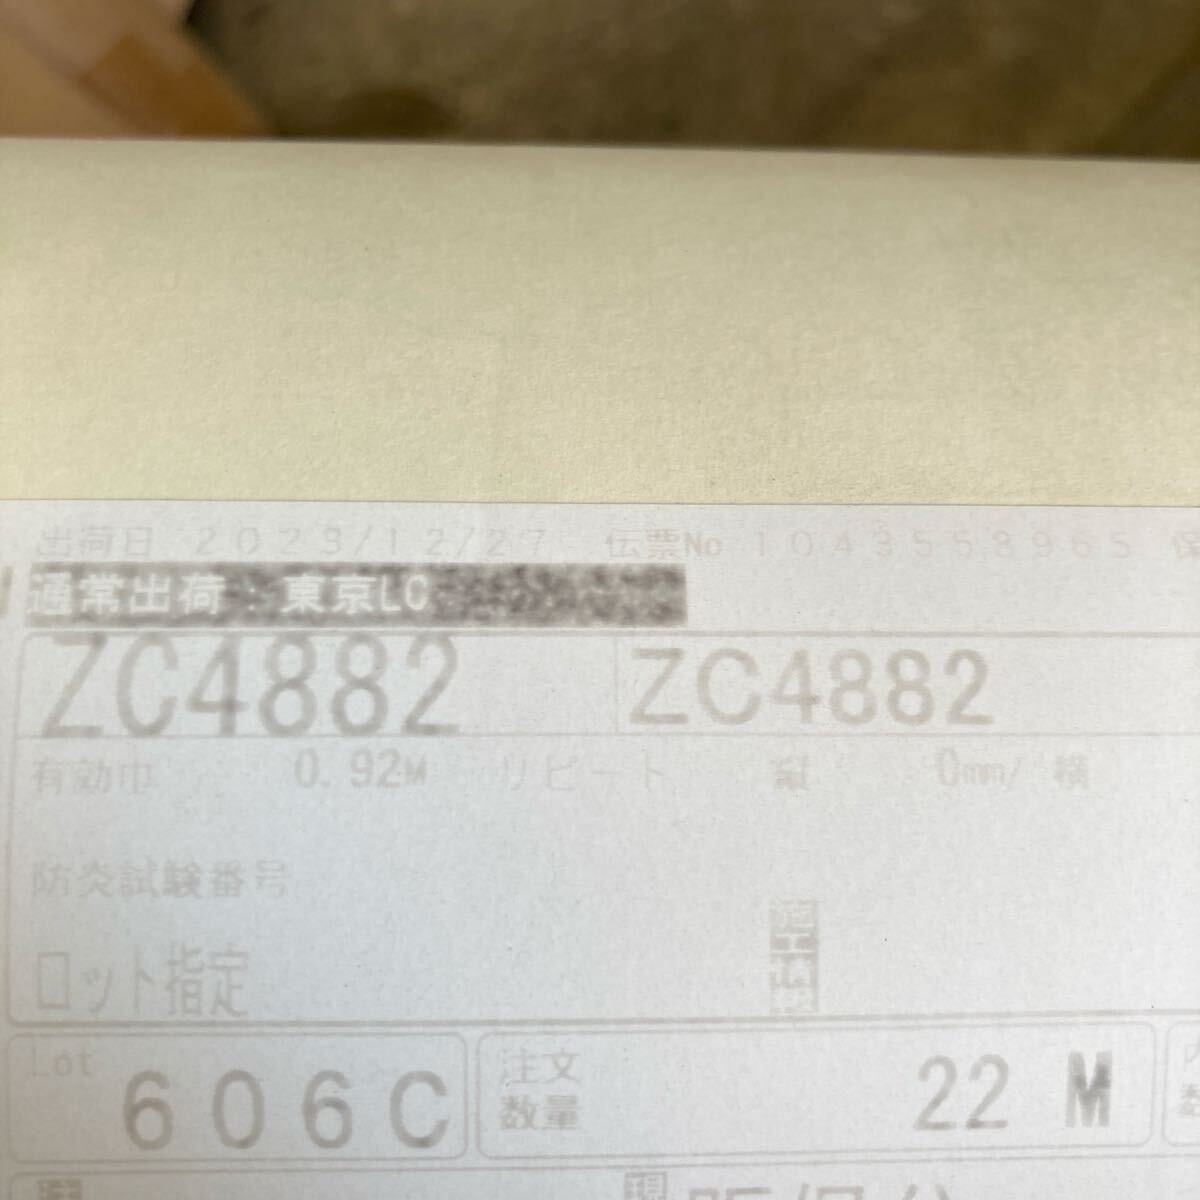 出荷日 2023/12/27 伝票No 1043558965 保
通常出荷 東京LC
ZC4882 ZC4882
有効巾 0.92M リピート 縦 0mm/ 横
防炎試験番号
ロット指定
Lot 606C 注文数量 22 M